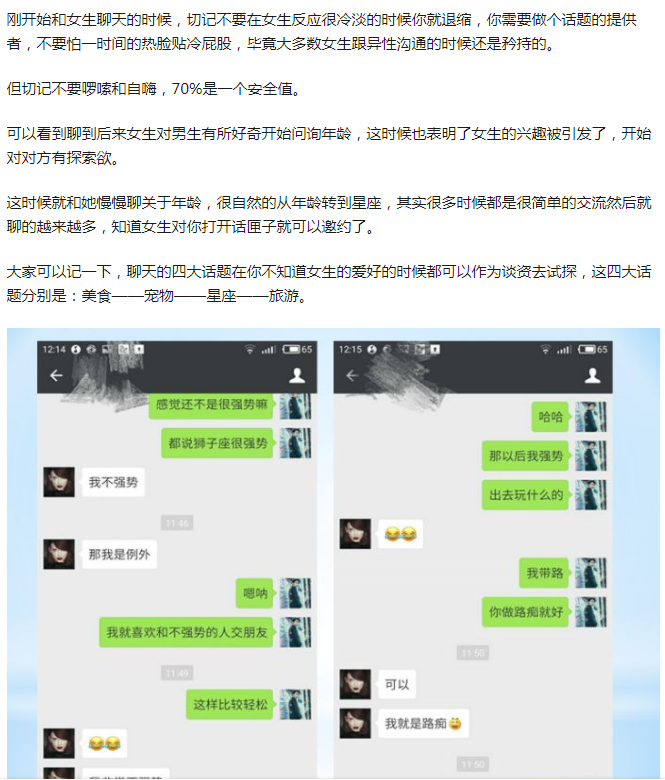 刚开始和女生聊天的时候，切记不要在女生反应很冷淡的时候你就退缩，你需要做个话题的提供
者，不要怕一时间的热脸贴冷屁股，毕竟大多数女生跟异性沟通的时候还是矜持的。
但切记不要啰嗦和自嗨，70%是一个安全值。
可以看到聊到后来女生对男生有所好奇开始问询年龄，这时候也表明了女生的兴趣被引发了，开始
对对方有探索欲。
这时候就和她慢慢聊关于年龄，很自然的从年龄转到星座，其实很多时候都是很简单的交流然后就
聊的越来越多，知道女生对你打开话匣子就可以邀约了。
大家可以记一下，聊天的四大话题在你不知道女生的爱好的时候都可以作为谈资去试探，这四大话
题分别是：美食——宠物——星座——旅游。
12:14
65
感觉还不是很强势嘛
都说狮子座很强势
我不强势
11:46
那我是例外
嗯呐
我就喜欢和不强势的人交朋友
11:49
这样比较轻松
😂😂
12:15
65
哈哈
那以后我强势
出去玩什么的
😂😂
我带路
你做路痴就好
11:50
可以
我就是路痴😄
11:50